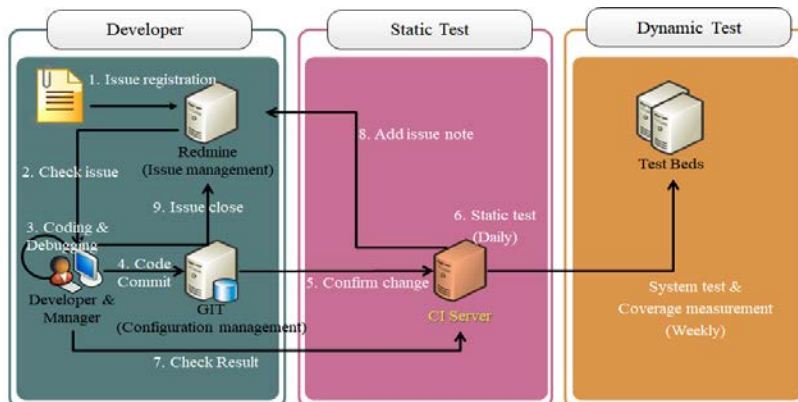 Developer
Static Test
Dynamic Test
1. Issue registration
Redmine
(Issue management)
2. Check issue
9. Issue close
3. Coding &
Debugging
4. Code
Commit
Developer &
Manager
GIT
(Configuration management)
7. Check Result
8. Add issue note
6. Static test
(Daily)
5. Confirm change
CI Server
Test Beds
System test &
Coverage measurement
(Weekly)